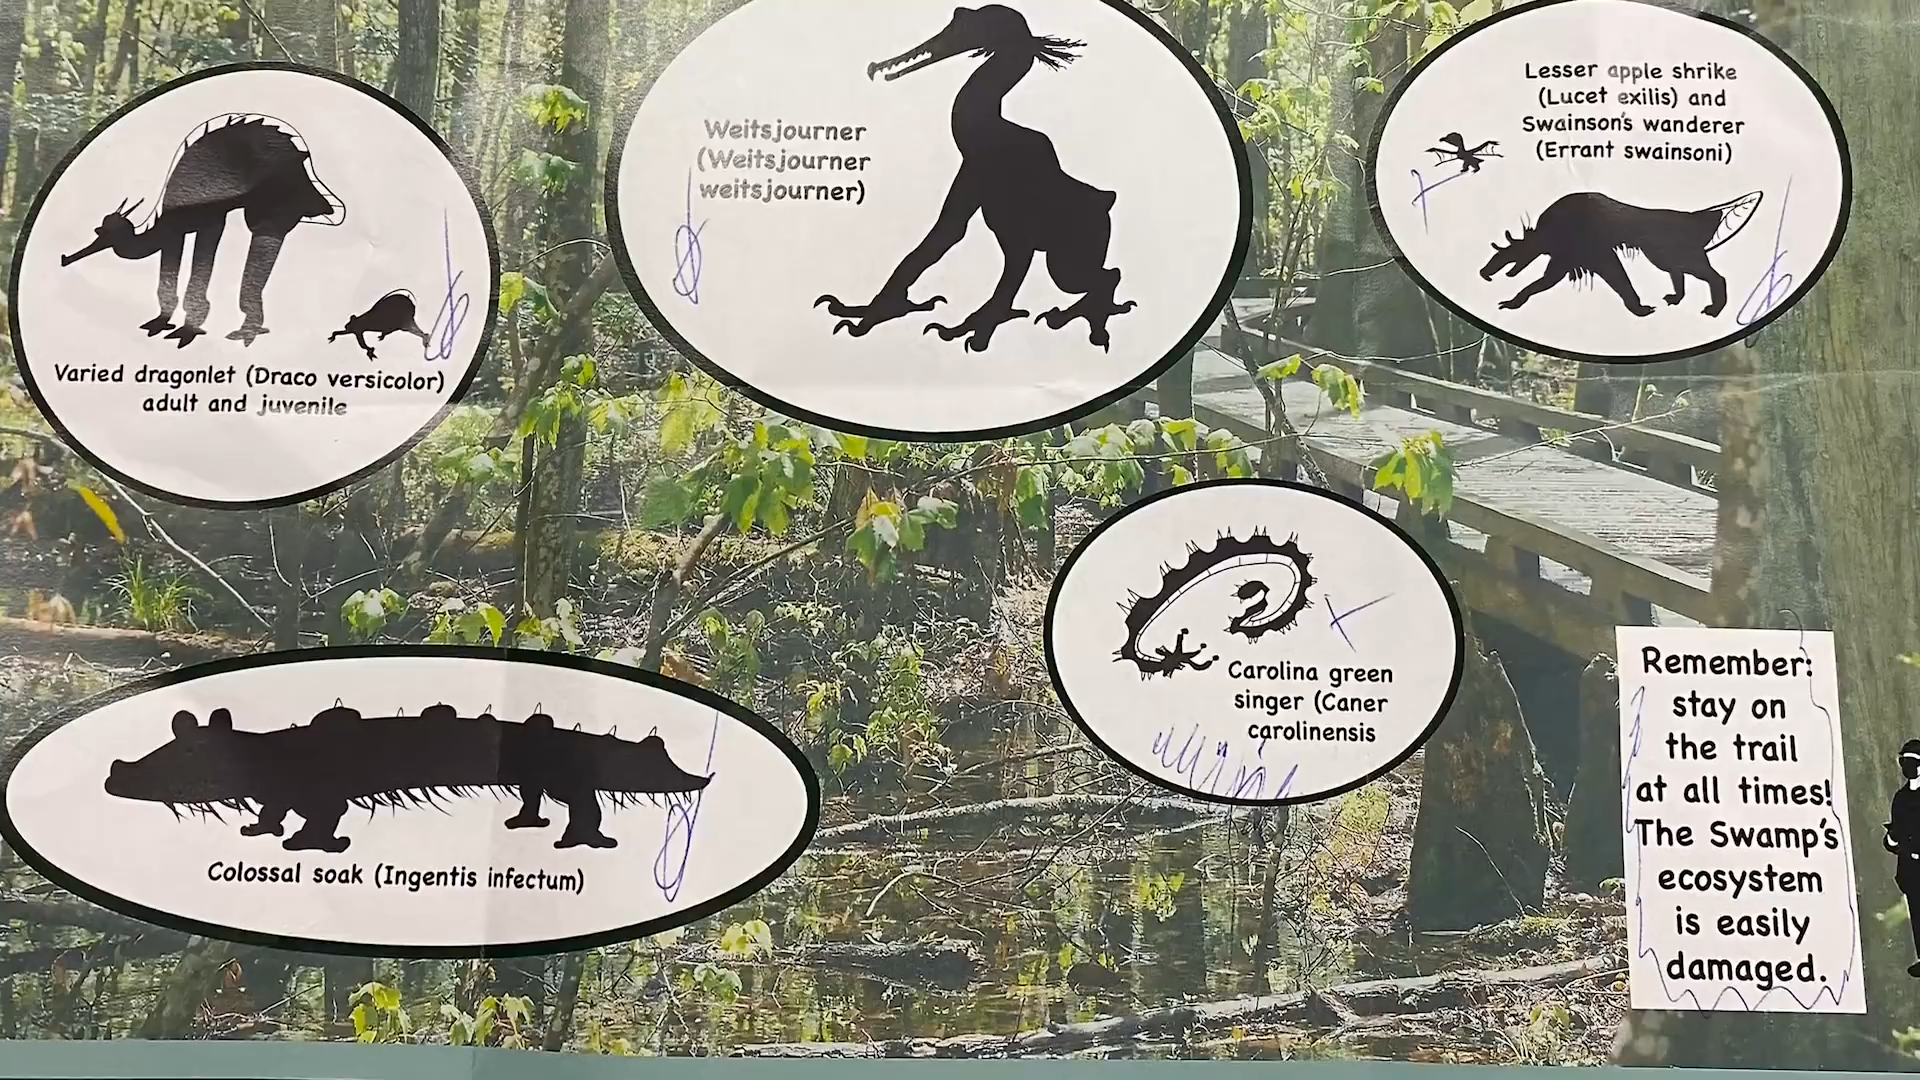 Weitsjourner
(Weitsjourner
weitsjourner)
Lesser apple shrike
(Lucet exilis) and
Swainson's wanderer
(Errant swainsoni)
Varied dragonlet (Draco versicolor)
adult and juvenile
Carolina green
singer (Caner
carolinensis
Colossal soak (Ingentis infectum)
Remember:
stay on
the trail
at all times!
The Swamp's
ecosystem
is easily
damaged.